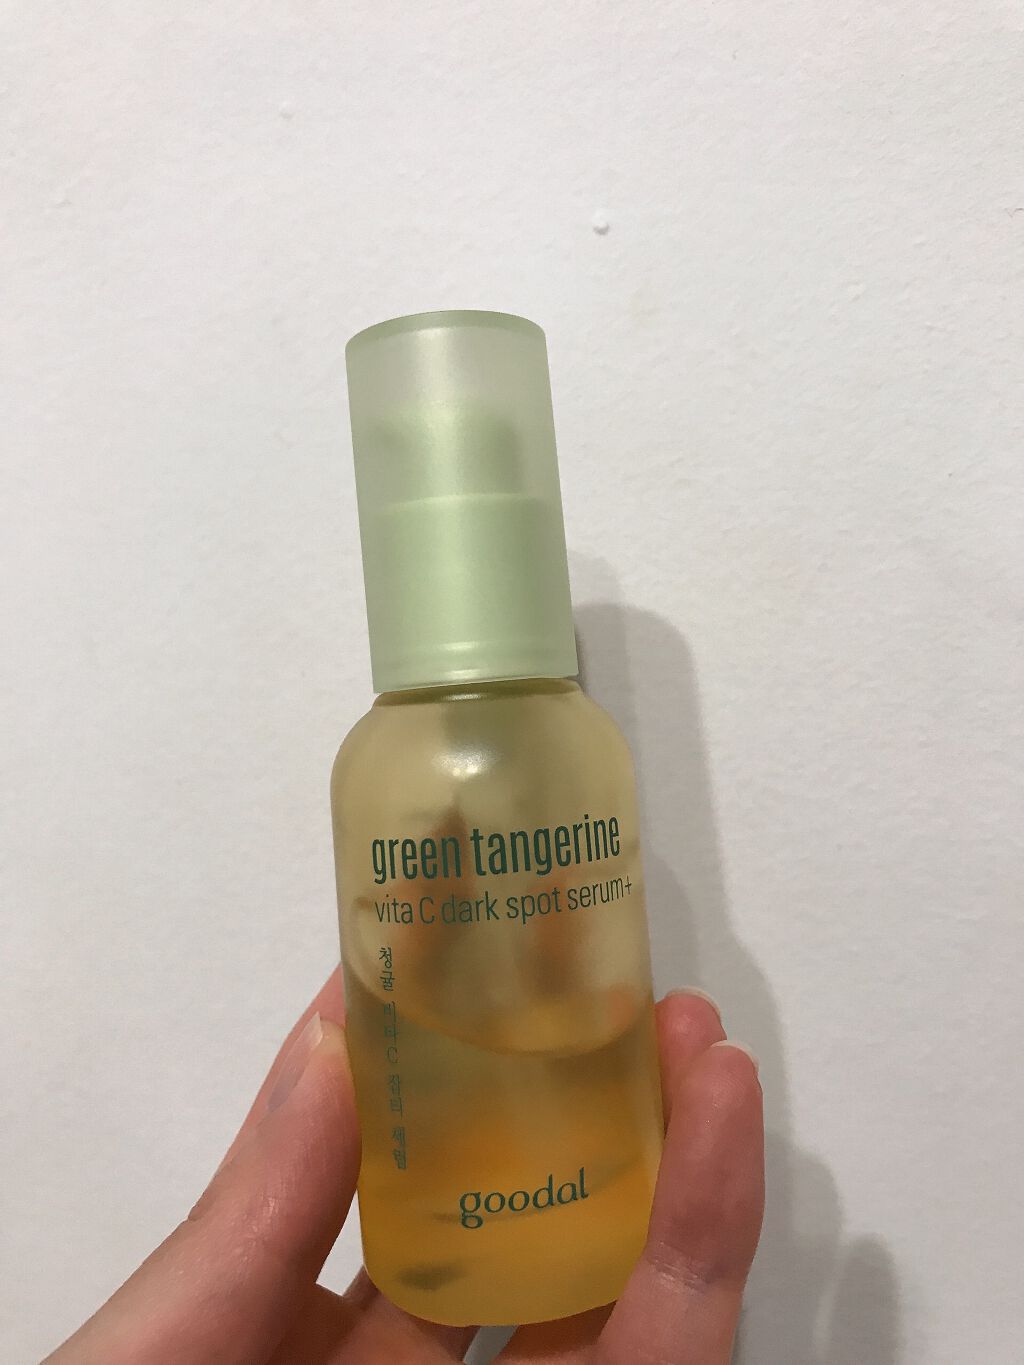 green tangerine
vita C dark spot serum+
청귤 비타C 잡티 세럼
goodal